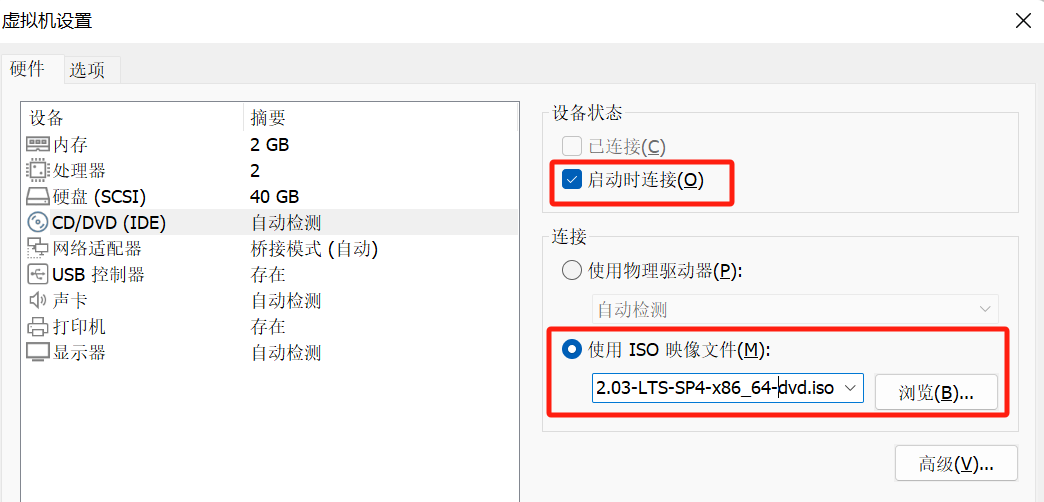 虚拟机设置
硬件 选项
设备 摘要
内存 2 GB
处理器 2
硬盘 (SCSI) 40 GB
CD/DVD (IDE) 自动检测
网络适配器 桥接模式 (自动)
USB 控制器 存在
声卡 自动检测
打印机 存在
显示器 自动检测
设备状态
已连接(C)
启动时连接(O)
连接
使用物理驱动器(P):
自动检测
使用 ISO 映像文件(M):
2.03-LTS-SP4-x86_64-dvd.iso 浏览(B)...
高级(V)...